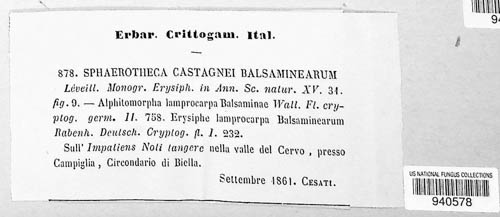 Erbar. Crittogam. Ital.
878. SPHAEROTHECA CASTAGNEI BALSAMINEARUM
Léveill. Monogr. Erysiph. in Ann. Sc. natur. XV. 31.
fig. 9. — Alphitomorpha lamprocarpa Balsaminae Wall. Fl. cry-
ptog. germ. II. 758. Erysiphe lamprocarpa Balsaminearum
Rabenh. Deutsch. Cryptog. fl. I. 232.
Sull' Impatiens Noti tangere nella valle del Cervo, presso
Campiglia, Circondario di Biella.
Settembre 1861. CESATI.
US NATIONAL FUNGUS COLLECTIONS
940578
940